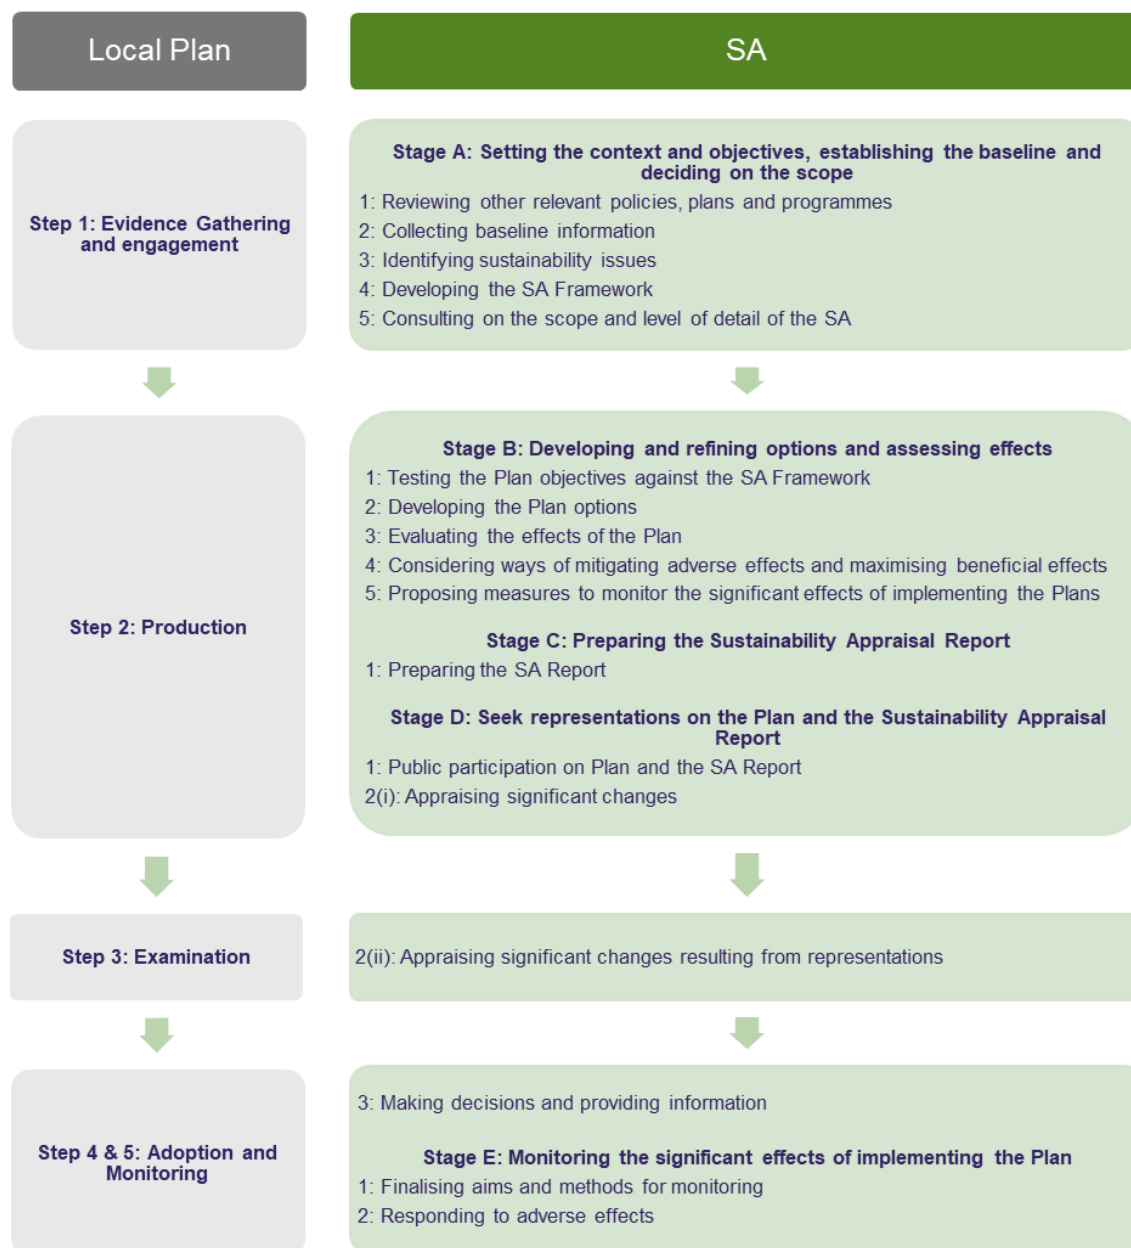 Local Plan
SA
Step 1: Evidence Gathering
and engagement
Stage A: Setting the context and objectives, establishing the baseline and
deciding on the scope
1: Reviewing other relevant policies, plans and programmes
2: Collecting baseline information
3: Identifying sustainability issues
4: Developing the SA Framework
5: Consulting on the scope and level of detail of the SA
Step 2: Production
Stage B: Developing and refining options and assessing effects
1: Testing the Plan objectives against the SA Framework
2: Developing the Plan options
3: Evaluating the effects of the Plan
4: Considering ways of mitigating adverse effects and maximising beneficial effects
5: Proposing measures to monitor the significant effects of implementing the Plans
Stage C: Preparing the Sustainability Appraisal Report
1: Preparing the SA Report
Stage D: Seek representations on the Plan and the Sustainability Appraisal
Report
1: Public participation on Plan and the SA Report
2(i): Appraising significant changes
Step 3: Examination
2(ii): Appraising significant changes resulting from representations
Step 4 & 5: Adoption and
Monitoring
3: Making decisions and providing information
Stage E: Monitoring the significant effects of implementing the Plan
1: Finalising aims and methods for monitoring
2: Responding to adverse effects